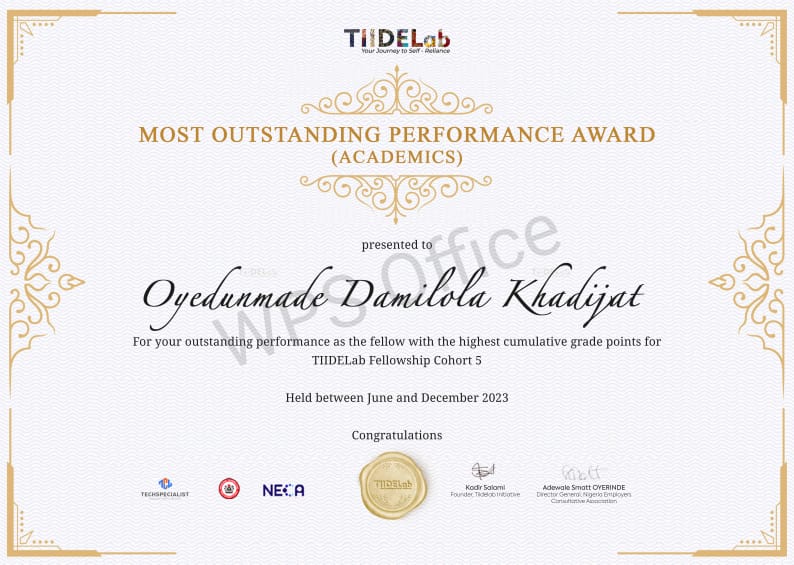 TIIDELab
Your Journey to Self - Reliance
MOST OUTSTANDING PERFORMANCE AWARD
(ACADEMICS)
presented to
Oyedunmade Damilola Khadijat
WPS Office
For your outstanding performance as the fellow with the highest cumulative grade points for
TIIDELab Fellowship Cohort 5
Held between June and December 2023
Congratulations
TECHSPECIALIST
NECA
TIIDELab
Kadir Salami
Founder, Tiidelab Initiative
Adewale Smatt OYERINDE
Director General, Nigeria Employers
Consultative Association